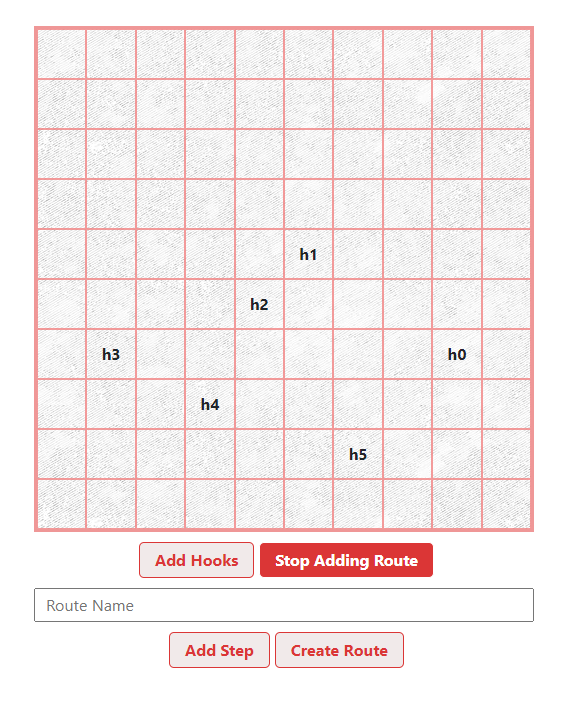 h1
h2
h3 h0
h4
h5
Add Hooks Stop Adding Route
Route Name
Add Step Create Route